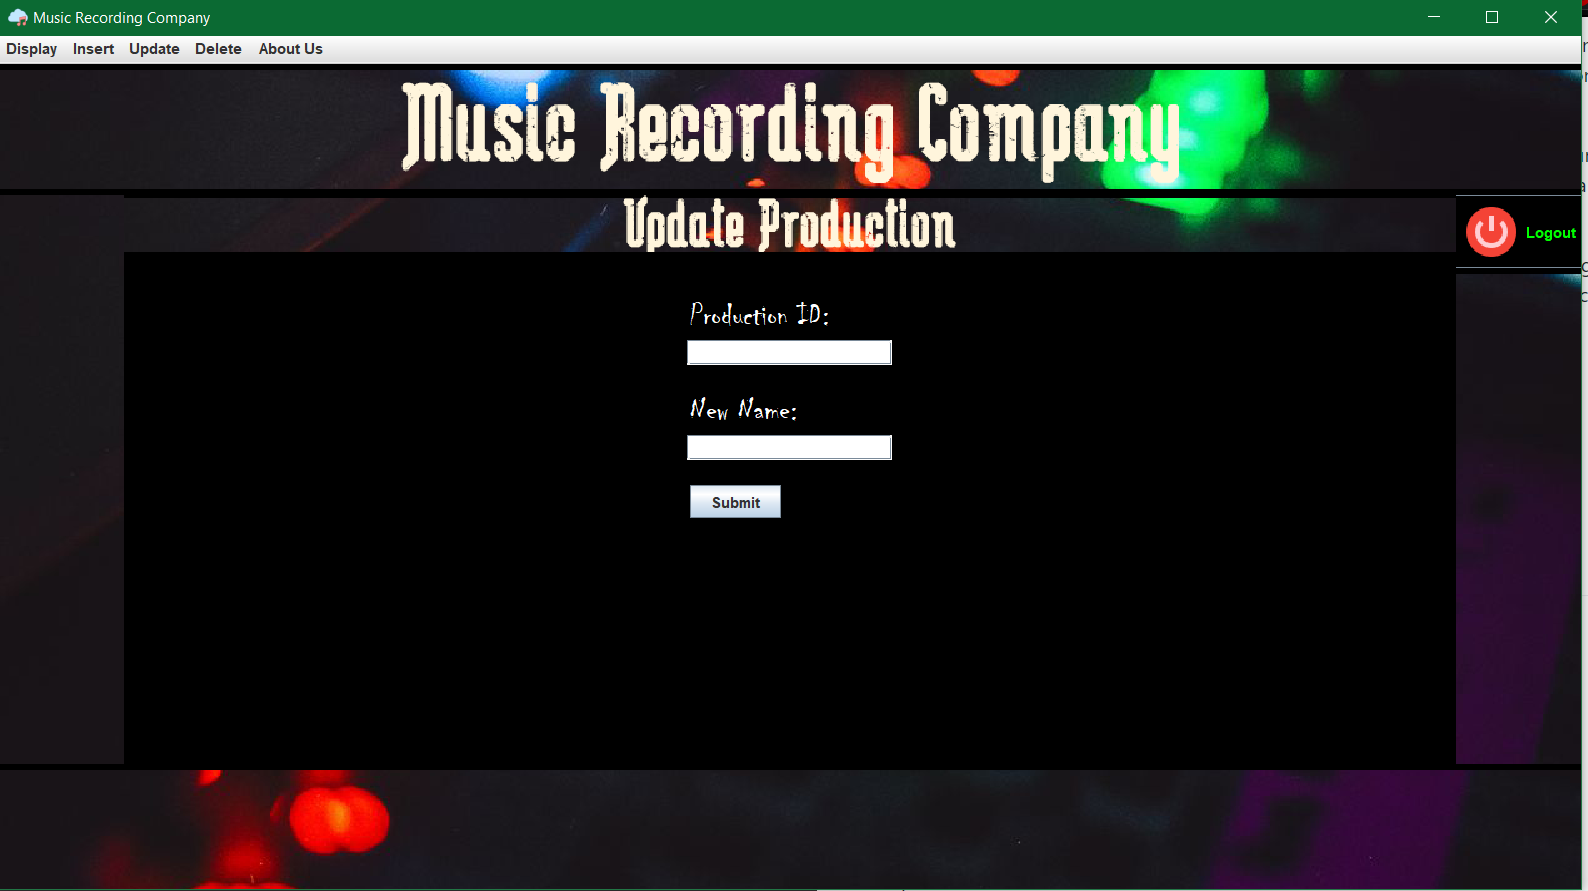 Music Recording Company
Display Insert Update Delete About Us
Music Recording Company
Update Production
Logout
Production ID:
New Name:
Submit